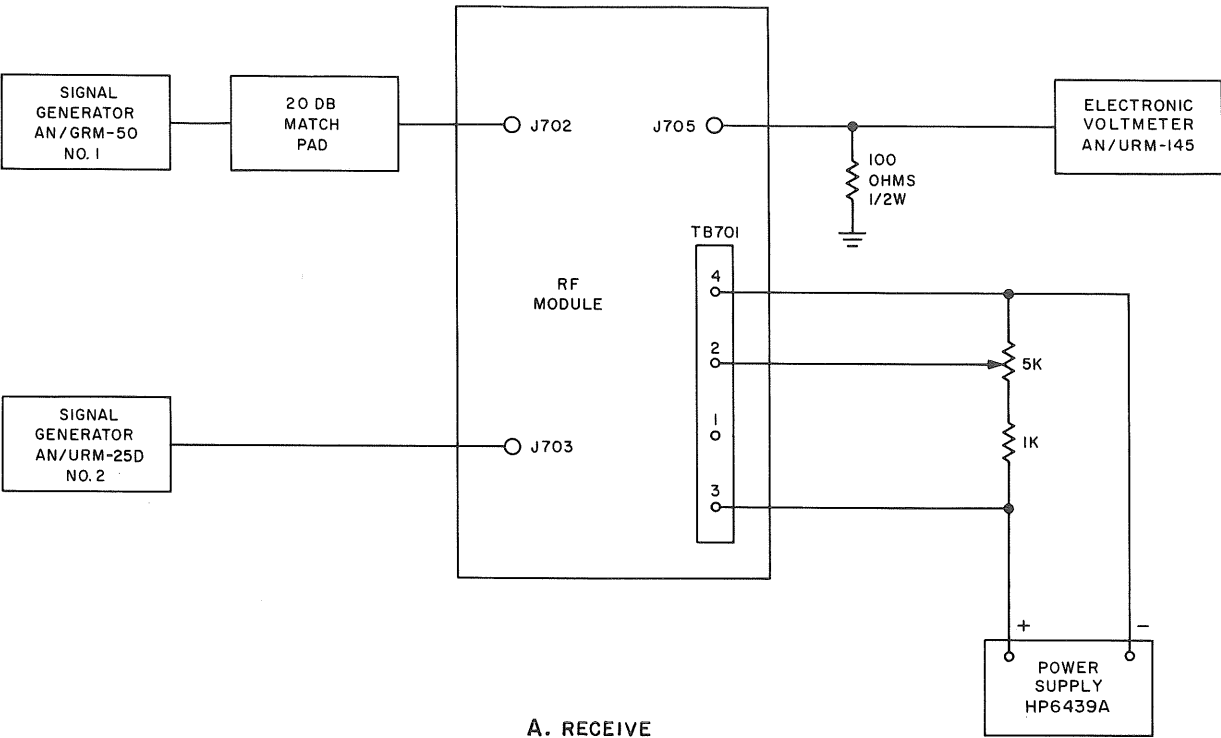 SIGNAL
GENERATOR
AN/GRM-50
NO. 1
20 DB
MATCH
PAD
J702
J705
ELECTRONIC
VOLTMETER
AN/URM-145
100
OHMS
1/2W
TB701
4
RF
MODULE
2
5K
SIGNAL
GENERATOR
AN/URM-25D
NO. 2
J703
1
1K
3
+
-
POWER
SUPPLY
HP6439A
A. RECEIVE